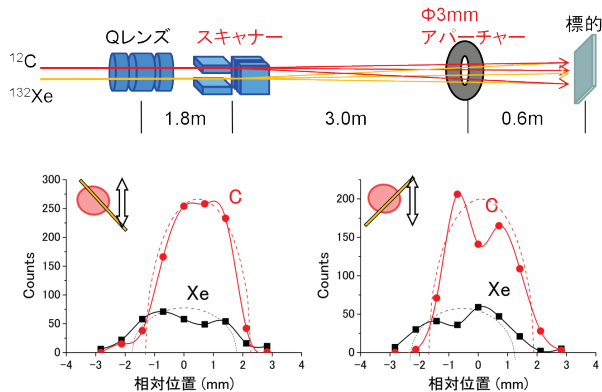 Qレンズ
スキャナー
Φ3mm
アパーチャー
標的
¹²C
¹³²Xe
1.8m
3.0m
0.6m
300
250
200
150
100
50
0
Counts
C
Xe
−4 −3 −2 −1 0 1 2 3 4
相対位置 (mm)
200
150
100
50
0
Counts
C
Xe
−4 −3 −2 −1 0 1 2 3 4
相対位置 (mm)